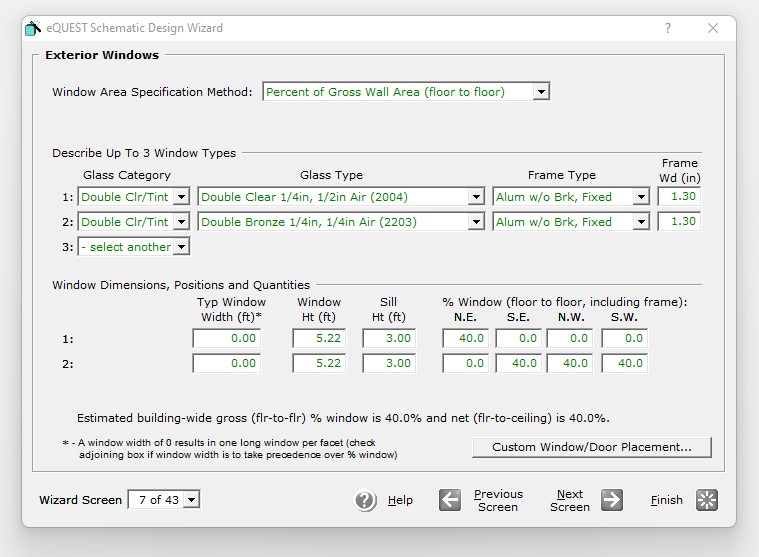 eQUEST Schematic Design Wizard
Exterior Windows
Window Area Specification Method: Percent of Gross Wall Area (floor to floor)
Describe Up To 3 Window Types
Glass Category Glass Type Frame Type Frame Wd (in)
1: Double Clr/Tint Double Clear 1/4in, 1/2in Air (2004) Alum w/o Brk, Fixed 1.30
2: Double Clr/Tint Double Bronze 1/4in, 1/4in Air (2203) Alum w/o Brk, Fixed 1.30
3: - select another
Window Dimensions, Positions and Quantities
Typ Window Window Sill % Window (floor to floor, including frame):
Width (ft)* Ht (ft) Ht (ft) N.E. S.E. N.W. S.W.
1: 0.00 5.22 3.00 40.0 0.0 0.0 0.0
2: 0.00 5.22 3.00 0.0 40.0 40.0 40.0
Estimated building-wide gross (flr-to-flr) % window is 40.0% and net (flr-to-ceiling) is 40.0%.
* - A window width of 0 results in one long window per facet (check
adjoining box if window width is to take precedence over % window)
Custom Window/Door Placement...
Wizard Screen 7 of 43 Help Previous Screen Next Screen Finish